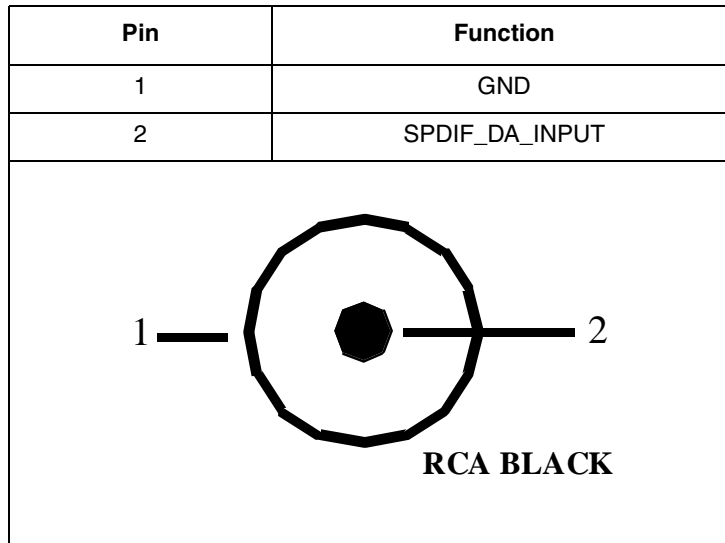 Pin Function
1 GND
2 SPDIF_DA_INPUT
1 2
RCA BLACK